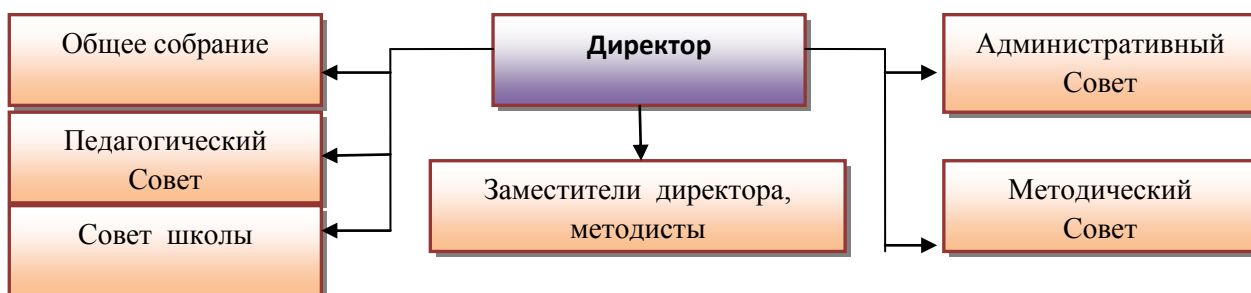 Общее собрание
Педагогический
Совет
Совет школы
Директор
Заместители директора,
методисты
Административный
Совет
Методический
Совет